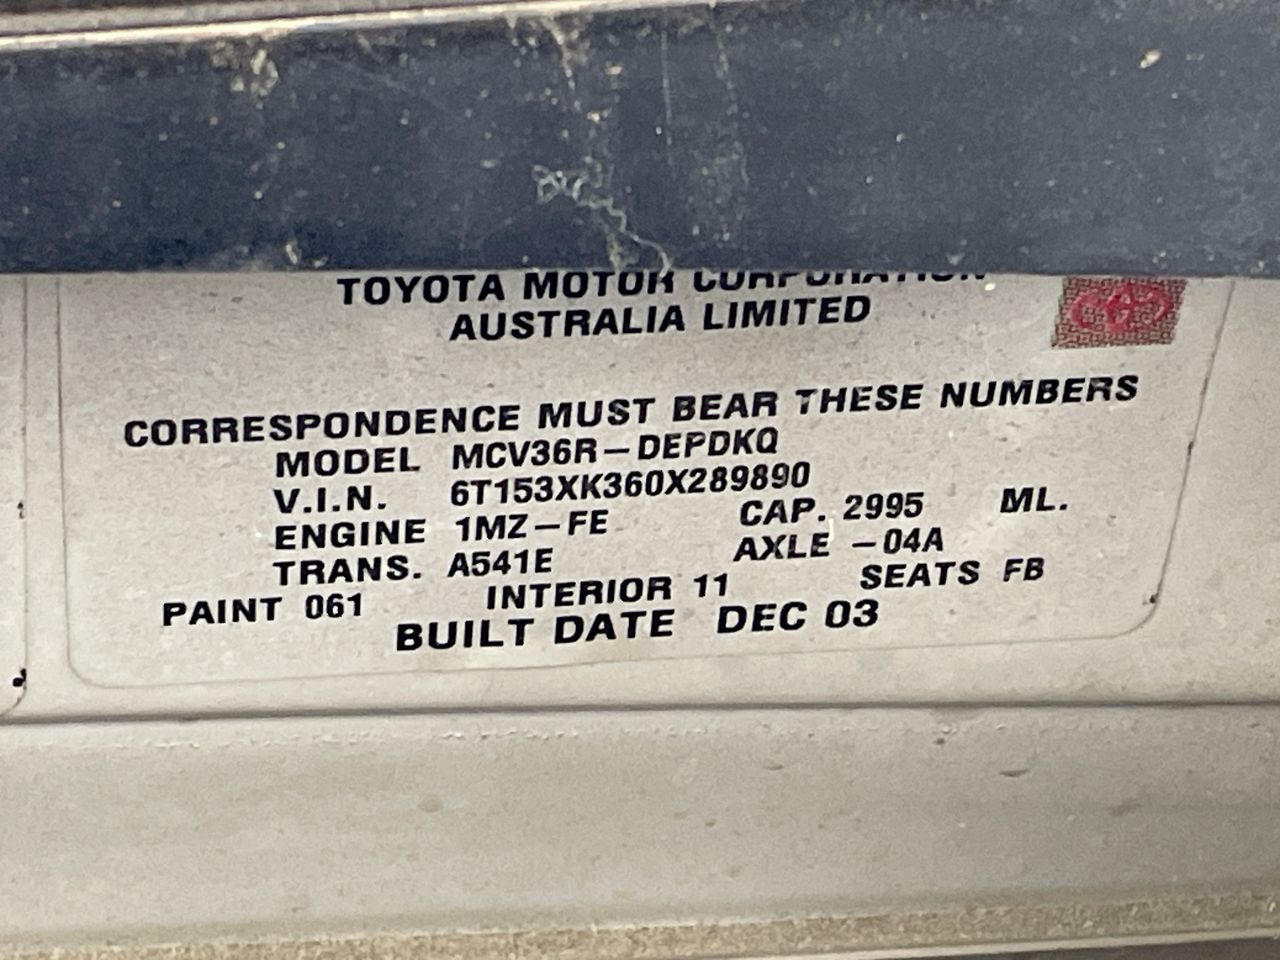 TOYOTA MOTOR CORPORATION
AUSTRALIA LIMITED
CORRESPONDENCE MUST BEAR THESE NUMBERS
MODEL MCV36R-DEPDKQ
V.I.N. 6T153XK360X289890
ENGINE 1MZ-FE CAP. 2995 ML.
TRANS. A541E AXLE -04A
PAINT 061 INTERIOR 11 SEATS FB
BUILT DATE DEC 03